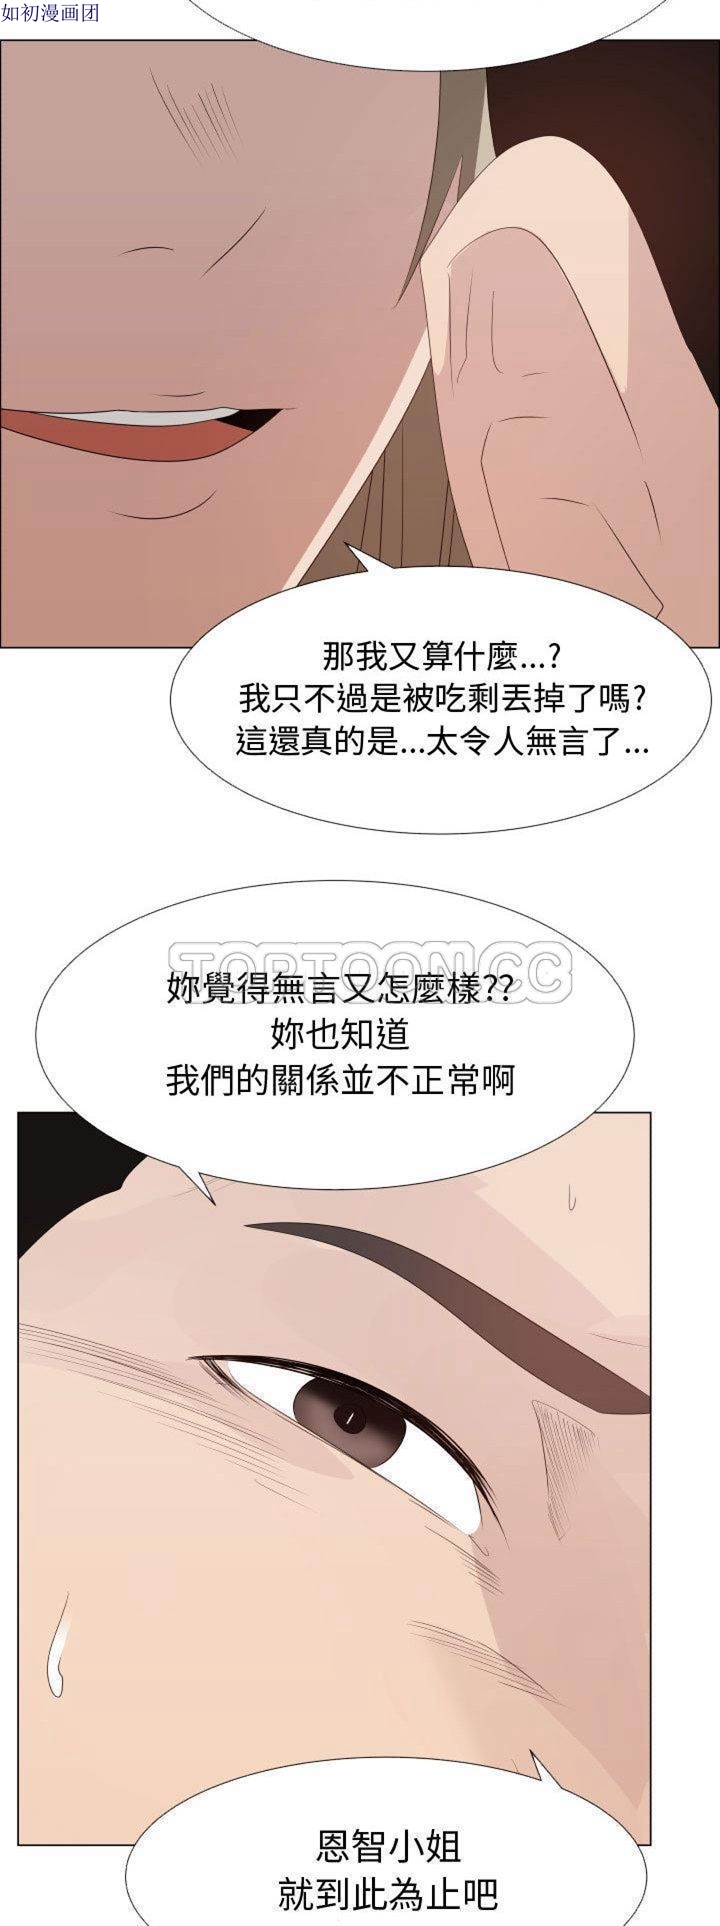 如初漫画团
那我又算什麼...?
我只不過是被吃剩丟掉了嗎?
這還真的是...太令人無言了...
TOPTOON.CC
妳覺得無言又怎麼樣??
妳也知道
我們的關係並不正常啊
恩智小姐
就到此為止吧